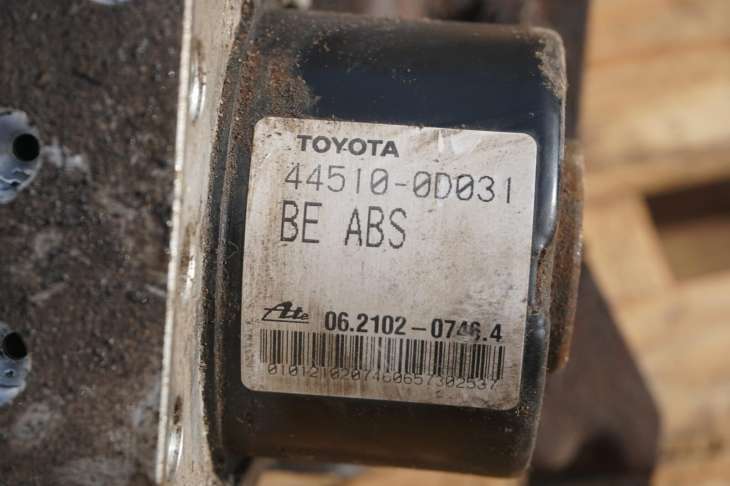 TOYOTA
44510-0D031
BE ABS
Ate 06.2102-0746.4